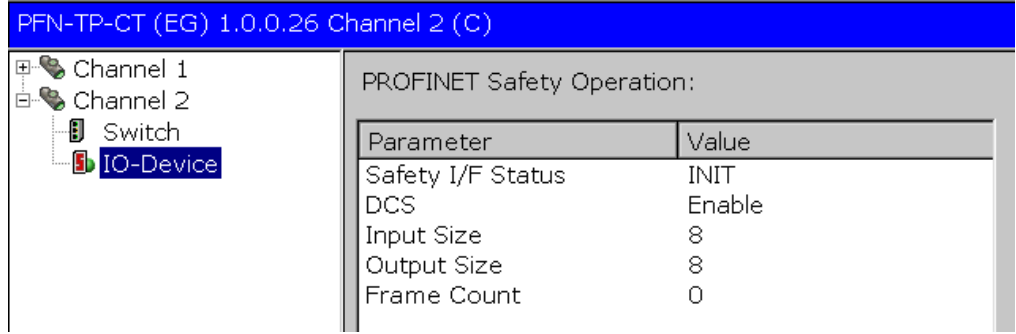 PFN-TP-CT (EG) 1.0.0.26 Channel 2 (C)
Channel 1
Channel 2
Switch
IO-Device
PROFINET Safety Operation:
Parameter Value
Safety I/F Status INIT
DCS Enable
Input Size 8
Output Size 8
Frame Count 0